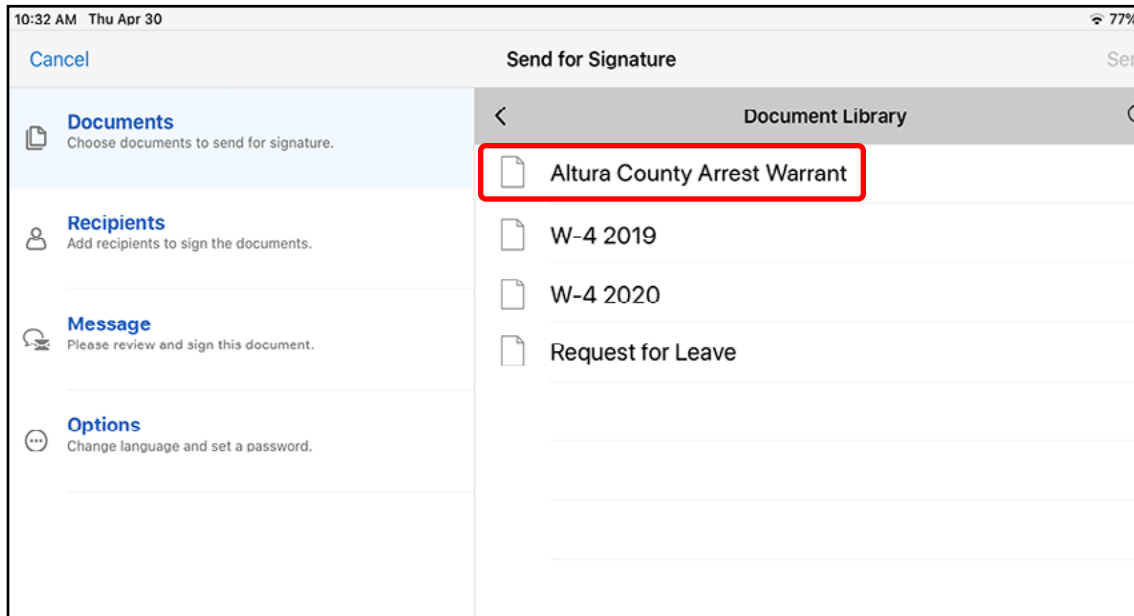 10:32 AM Thu Apr 30
77%
Cancel
Send for Signature
Documents
Choose documents to send for signature.
Recipients
Add recipients to sign the documents.
Message
Please review and sign this document.
Options
Change language and set a password.
Document Library
Altura County Arrest Warrant
W-4 2019
W-4 2020
Request for Leave